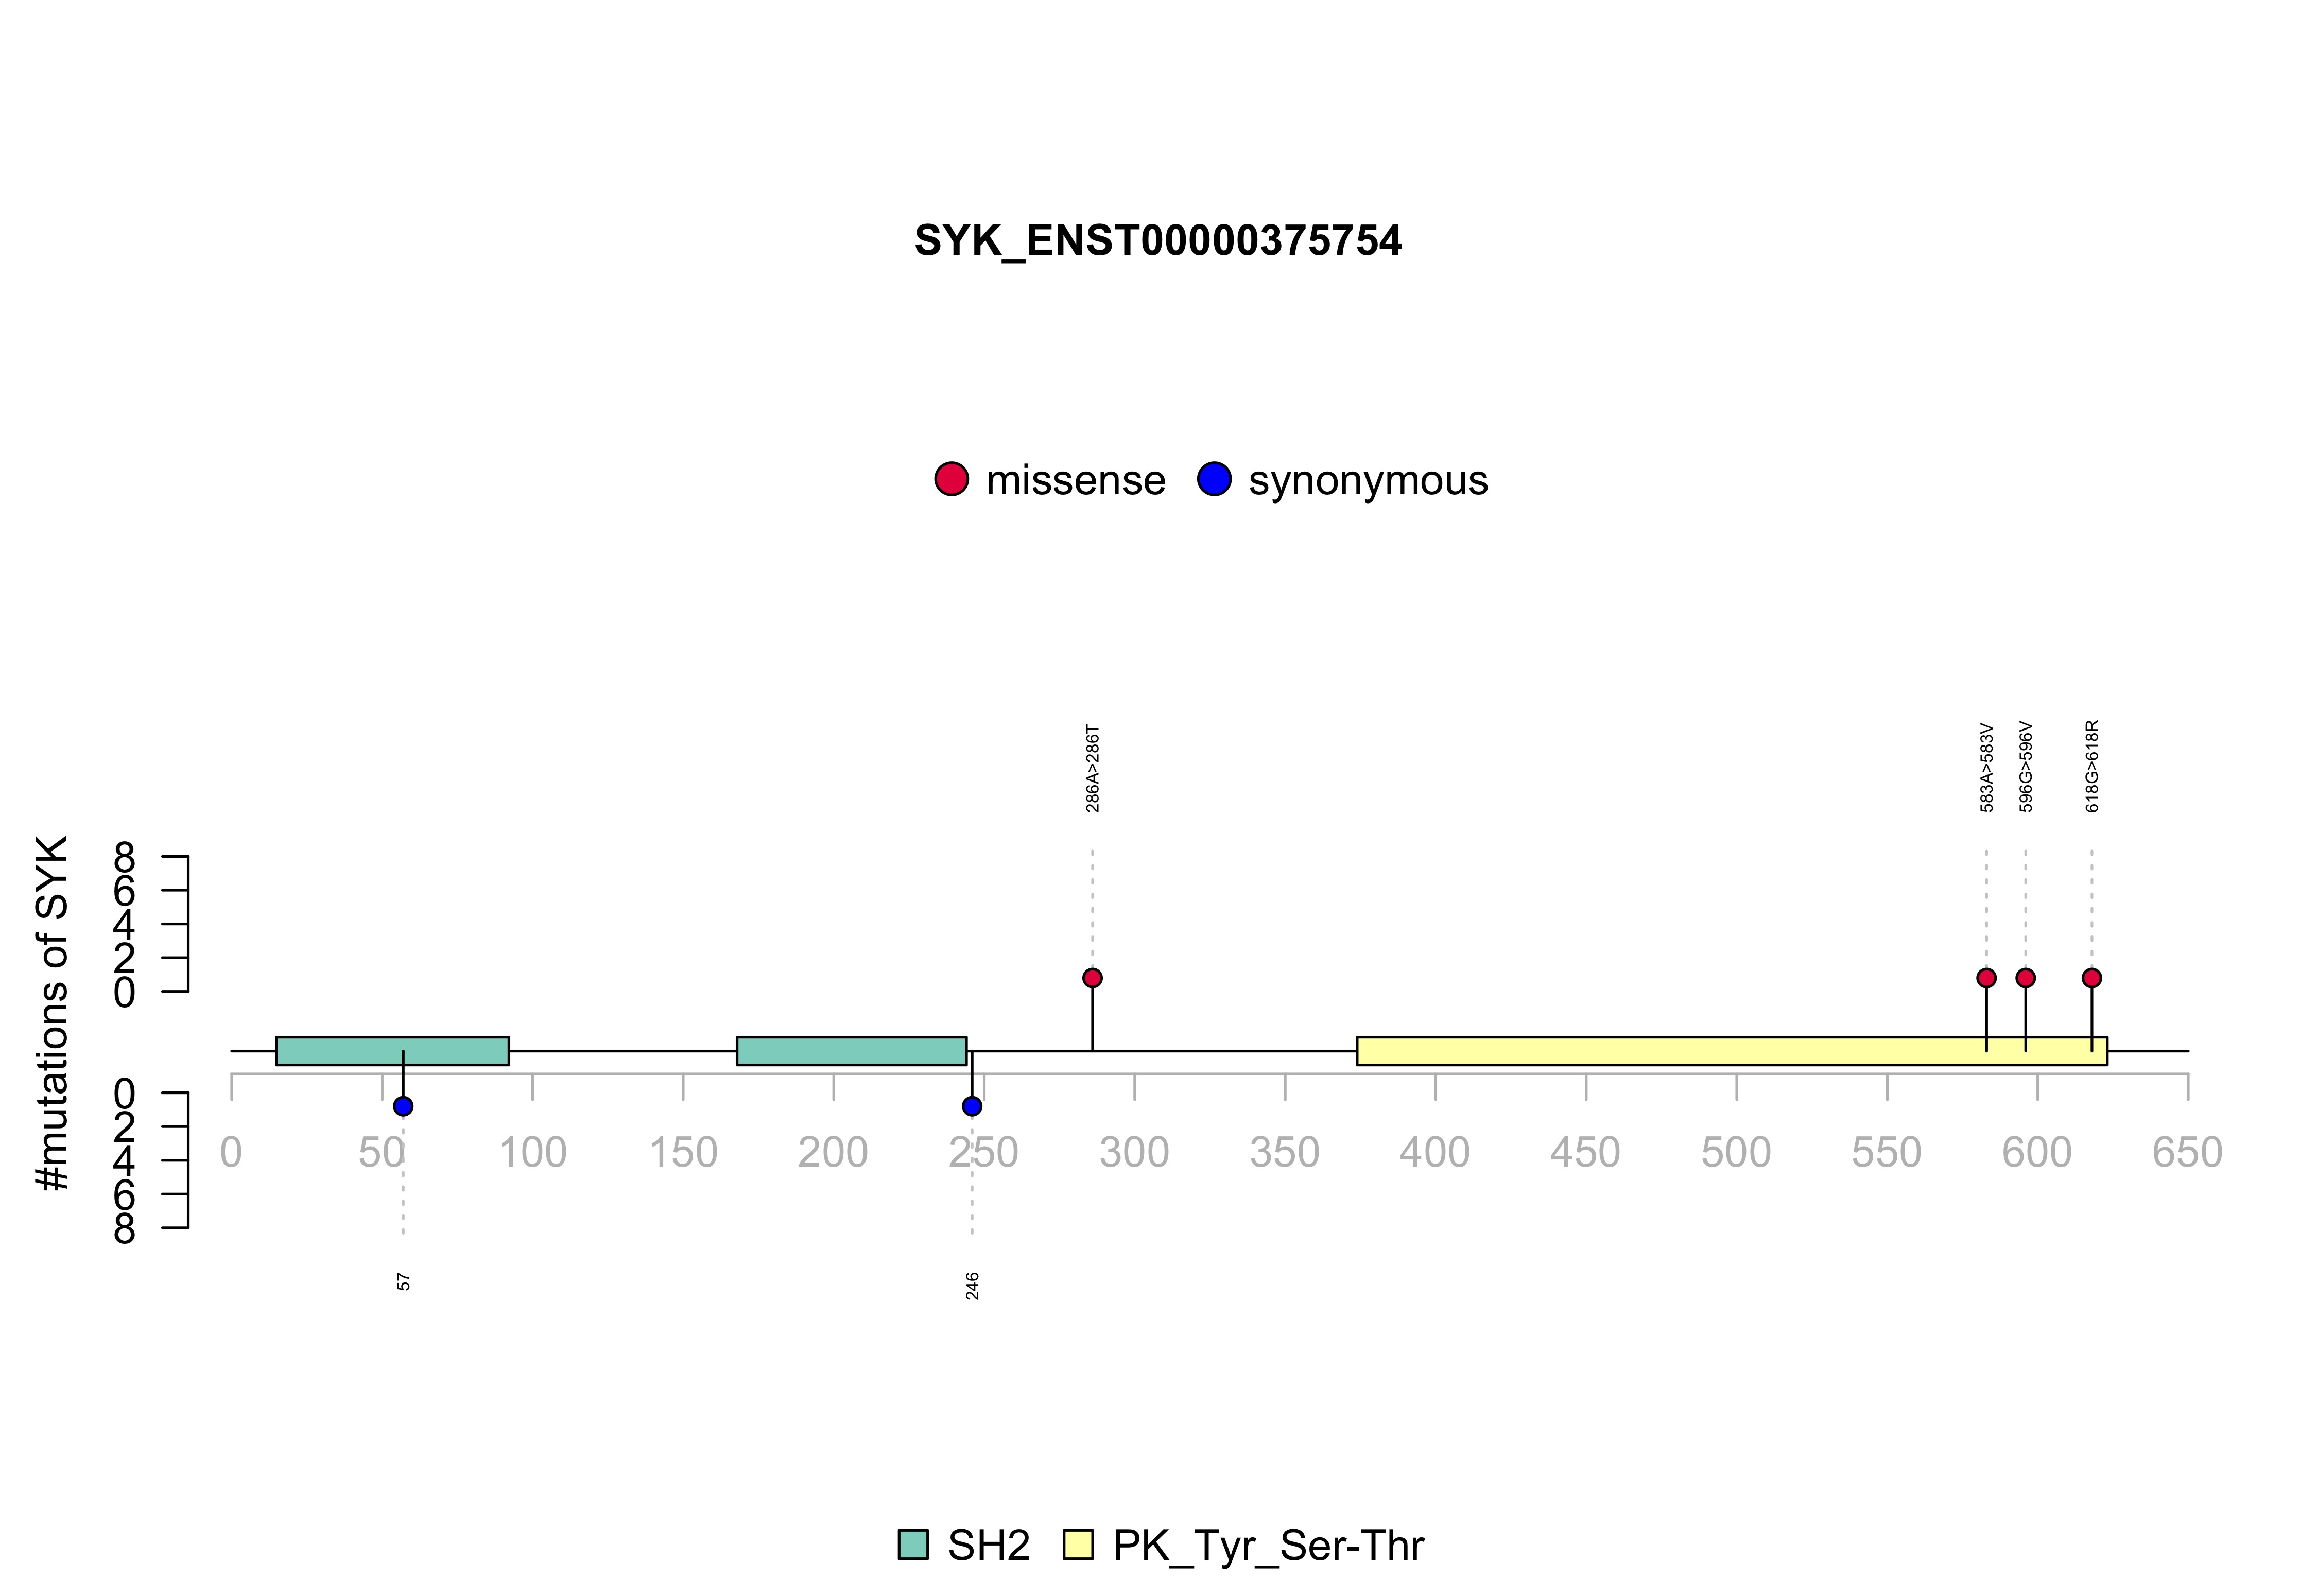 SYK_ENST00000375754
missense synonymous
286A>286T 583A>583V 596G>596V 618G>618R
#mutations of SYK
8
6
4
2
0
0
2
4
6
8
0 50 100 150 200 250 300 350 400 450 500 550 600 650
57 246
SH2 PK_Tyr_Ser-Thr